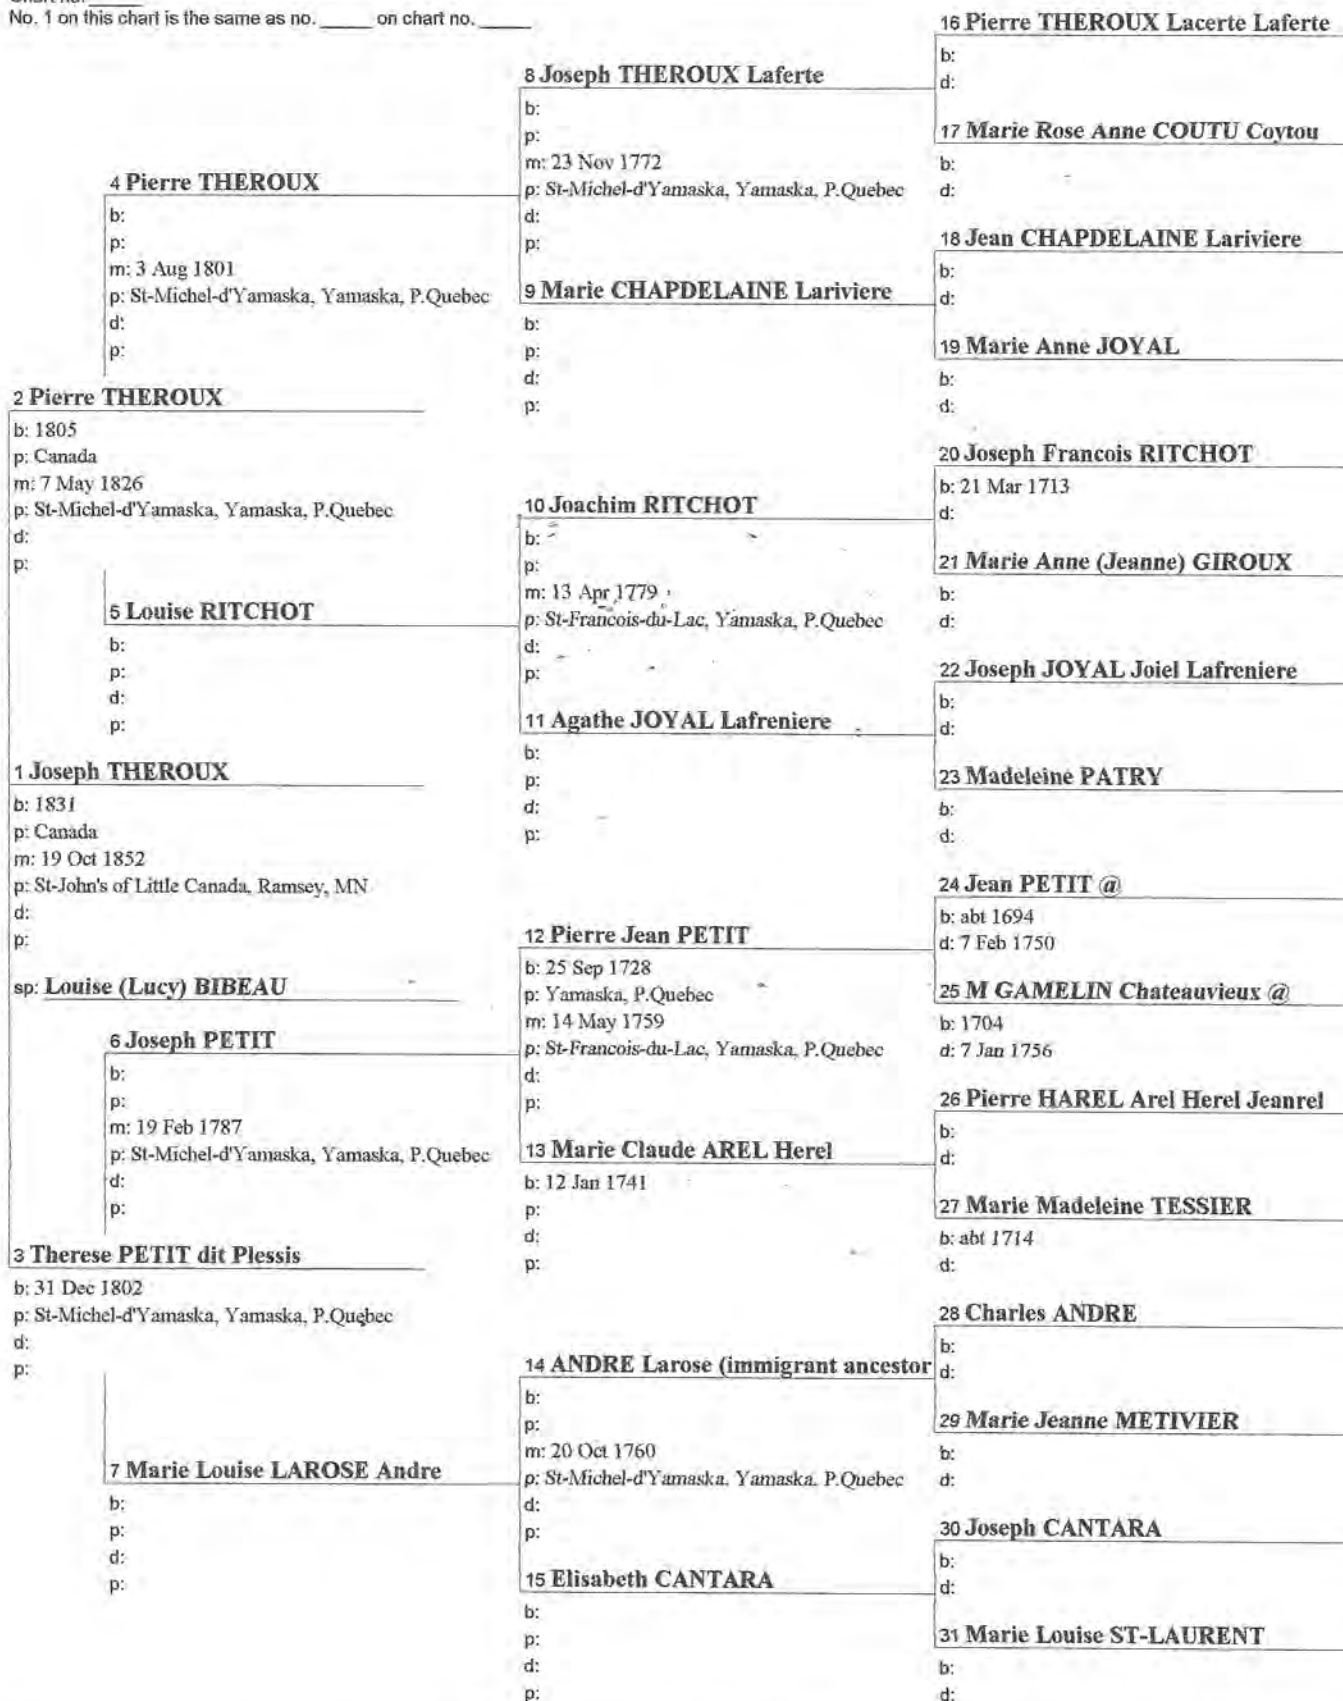 No. 1 on this chart is the same as no. _____ on chart no. _____
16 Pierre THEROUX Lacerte Laferte
b:
d:
8 Joseph THEROUX Laferte
b:
p:
m: 23 Nov 1772
p: St-Michel-d'Yamaska, Yamaska, P.Quebec
d:
p:
17 Marie Rose Anne COUTU Coytou
b:
d:
4 Pierre THEROUX
b:
p:
m: 3 Aug 1801
p: St-Michel-d'Yamaska, Yamaska, P.Quebec
d:
p:
18 Jean CHAPDELAINE Lariviere
b:
d:
9 Marie CHAPDELAINE Lariviere
b:
p:
d:
p:
19 Marie Anne JOYAL
b:
d:
2 Pierre THEROUX
b: 1805
p: Canada
m: 7 May 1826
p: St-Michel-d'Yamaska, Yamaska, P.Quebec
d:
p:
20 Joseph Francois RITCHOT
b: 21 Mar 1713
d:
10 Joachim RITCHOT
b:
p:
m: 13 Apr 1779
p: St-Francois-du-Lac, Yamaska, P.Quebec
d:
p:
21 Marie Anne (Jeanne) GIROUX
b:
d:
5 Louise RITCHOT
b:
p:
d:
p:
22 Joseph JOYAL Joiel Lafreniere
b:
d:
11 Agathe JOYAL Lafreniere
b:
p:
d:
p:
23 Madeleine PATRY
b:
d:
1 Joseph THEROUX
b: 1831
p: Canada
m: 19 Oct 1852
p: St-John's of Little Canada, Ramsey, MN
d:
p:
sp: Louise (Lucy) BIBEAU
24 Jean PETIT @
b: abt 1694
d: 7 Feb 1750
12 Pierre Jean PETIT
b: 25 Sep 1728
p: Yamaska, P.Quebec
m: 14 May 1759
p: St-Francois-du-Lac, Yamaska, P.Quebec
d:
p:
25 M GAMELIN Chateauvieux @
b: 1704
d: 7 Jan 1756
6 Joseph PETIT
b:
p:
m: 19 Feb 1787
p: St-Michel-d'Yamaska, Yamaska, P.Quebec
d:
p:
26 Pierre HAREL Arel Herel Jeanrel
b:
d:
13 Marie Claude AREL Herel
b: 12 Jan 1741
p:
d:
p:
27 Marie Madeleine TESSIER
b: abt 1714
d:
3 Therese PETIT dit Plessis
b: 31 Dec 1802
p: St-Michel-d'Yamaska, Yamaska, P.Quebec
d:
p:
28 Charles ANDRE
b:
d:
14 ANDRE Larose (immigrant ancestor
b:
p:
m: 20 Oct 1760
p: St-Michel-d'Yamaska, Yamaska, P.Quebec
d:
p:
29 Marie Jeanne METIVIER
b:
d:
7 Marie Louise LAROSE Andre
b:
p:
d:
p:
30 Joseph CANTARA
b:
d:
15 Elisabeth CANTARA
b:
p:
d:
p:
31 Marie Louise ST-LAURENT
b:
d: